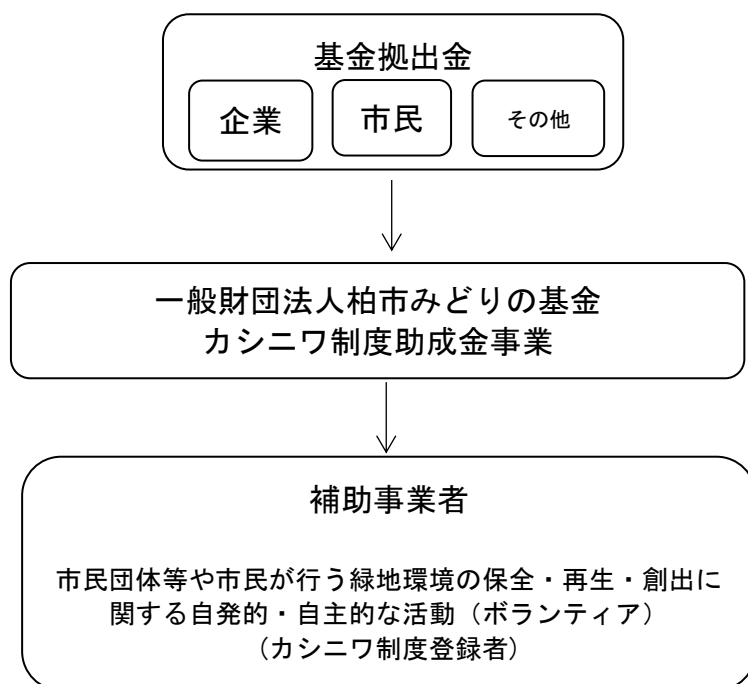 基金拠出金
企業 市民 その他
一般財団法人柏市みどりの基金
カシニワ制度助成金事業
補助事業者
市民団体等や市民が行う緑地環境の保全・再生・創出に
関する自発的・自主的な活動（ボランティア）
（カシニワ制度登録者）